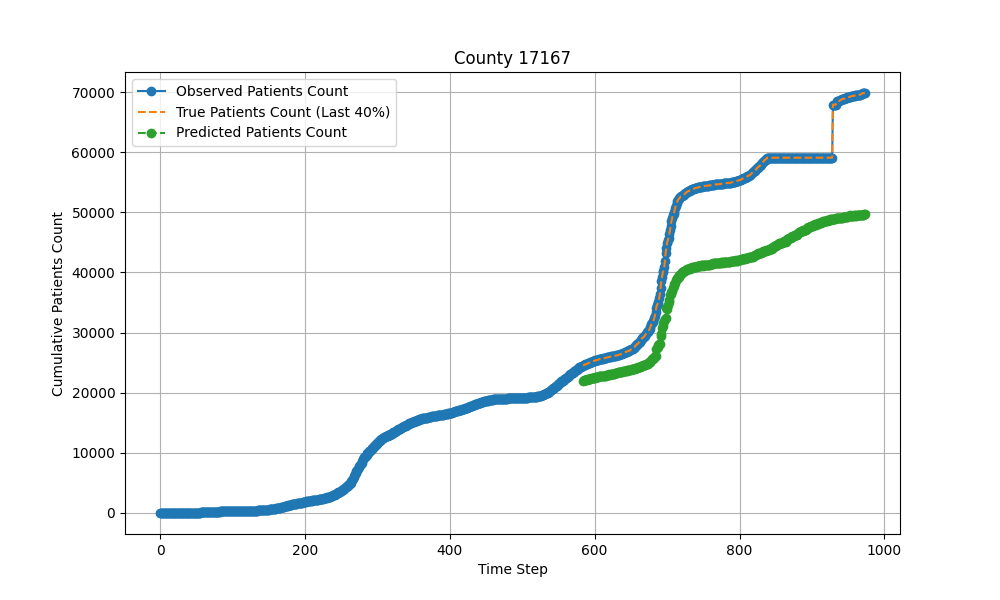 County 17167
Observed Patients Count
True Patients Count (Last 40%)
Predicted Patients Count
Cumulative Patients Count
70000
60000
50000
40000
30000
20000
10000
0
0 200 400 600 800 1000
Time Step